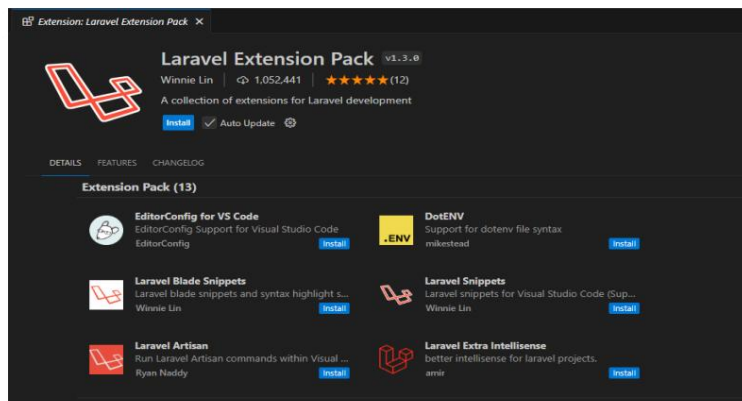 Extension: Laravel Extension Pack
Laravel Extension Pack v1.3.0
Winnie Lin 1,052,441 (12)
A collection of extensions for Laravel development
Install Auto Update
DETAILS FEATURES CHANGELOG
Extension Pack (13)
EditorConfig for VS Code
EditorConfig Support for Visual Studio Code
EditorConfig Install
.ENV
DotENV
Support for dotenv file syntax
mikestead Install
Laravel Blade Snippets
Laravel blade snippets and syntax highlight s...
Winnie Lin Install
Laravel Snippets
Laravel snippets for Visual Studio Code (Sup...
Winnie Lin Install
Laravel Artisan
Run Laravel Artisan commands within Visual ...
Ryan Naddy Install
Laravel Extra Intellisense
better intellisense for laravel projects.
amir Install